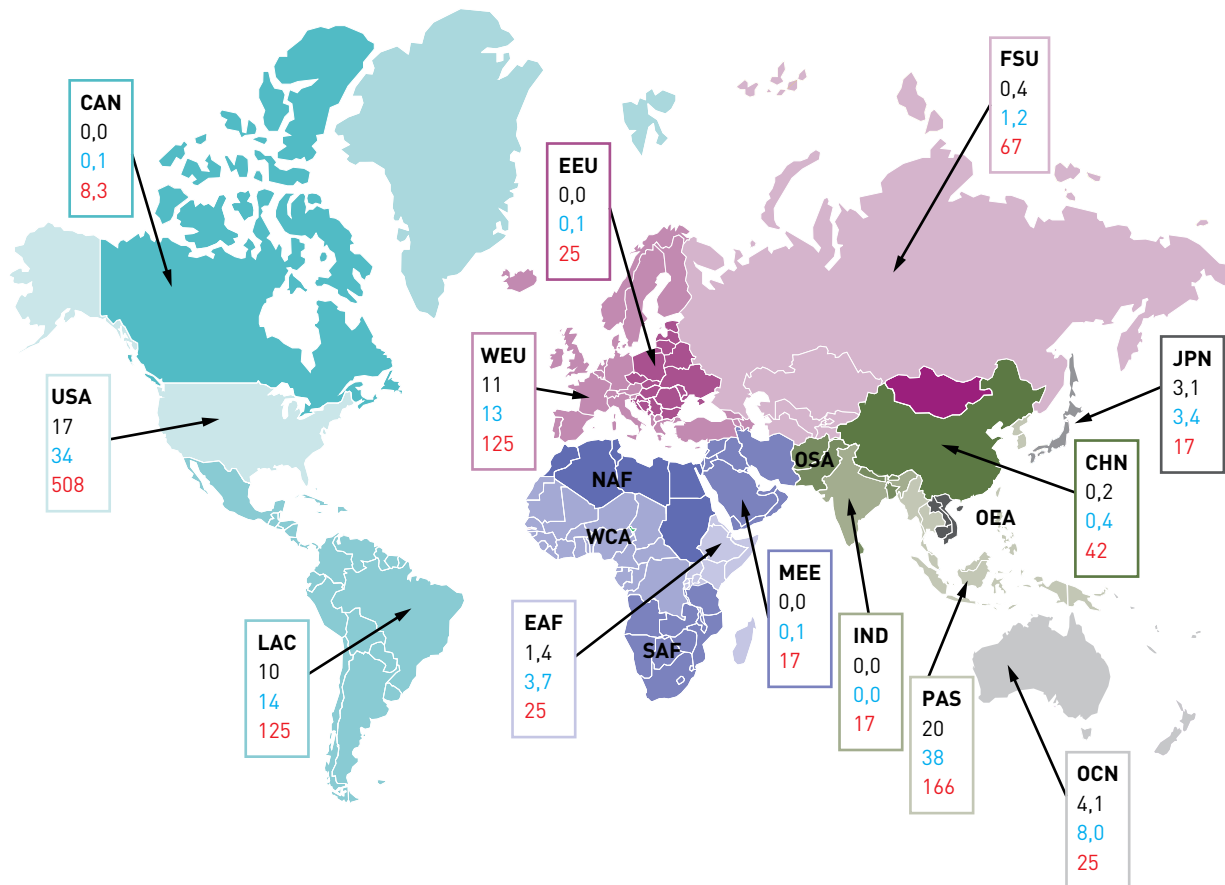 CAN
0,0
0,1
8,3
FSU
0,4
1,2
67
EEU
0,0
0,1
25
WEU
11
13
125
JPN
3,1
3,4
17
USA
17
34
508
CHN
0,2
0,4
42
OSA
NAF
OEA
WCA
MEE
0,0
0,1
17
EAF
1,4
3,7
25
IND
0,0
0,0
17
LAC
10
14
125
SAF
PAS
20
38
166
OCN
4,1
8,0
25